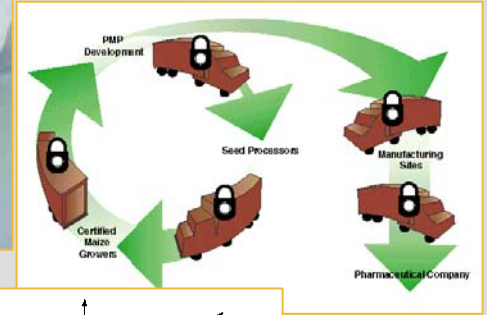 PMP
Development
Seed Processors
Manufacturing
Sites
Certified
Maize
Growers
Pharmaceutical Company